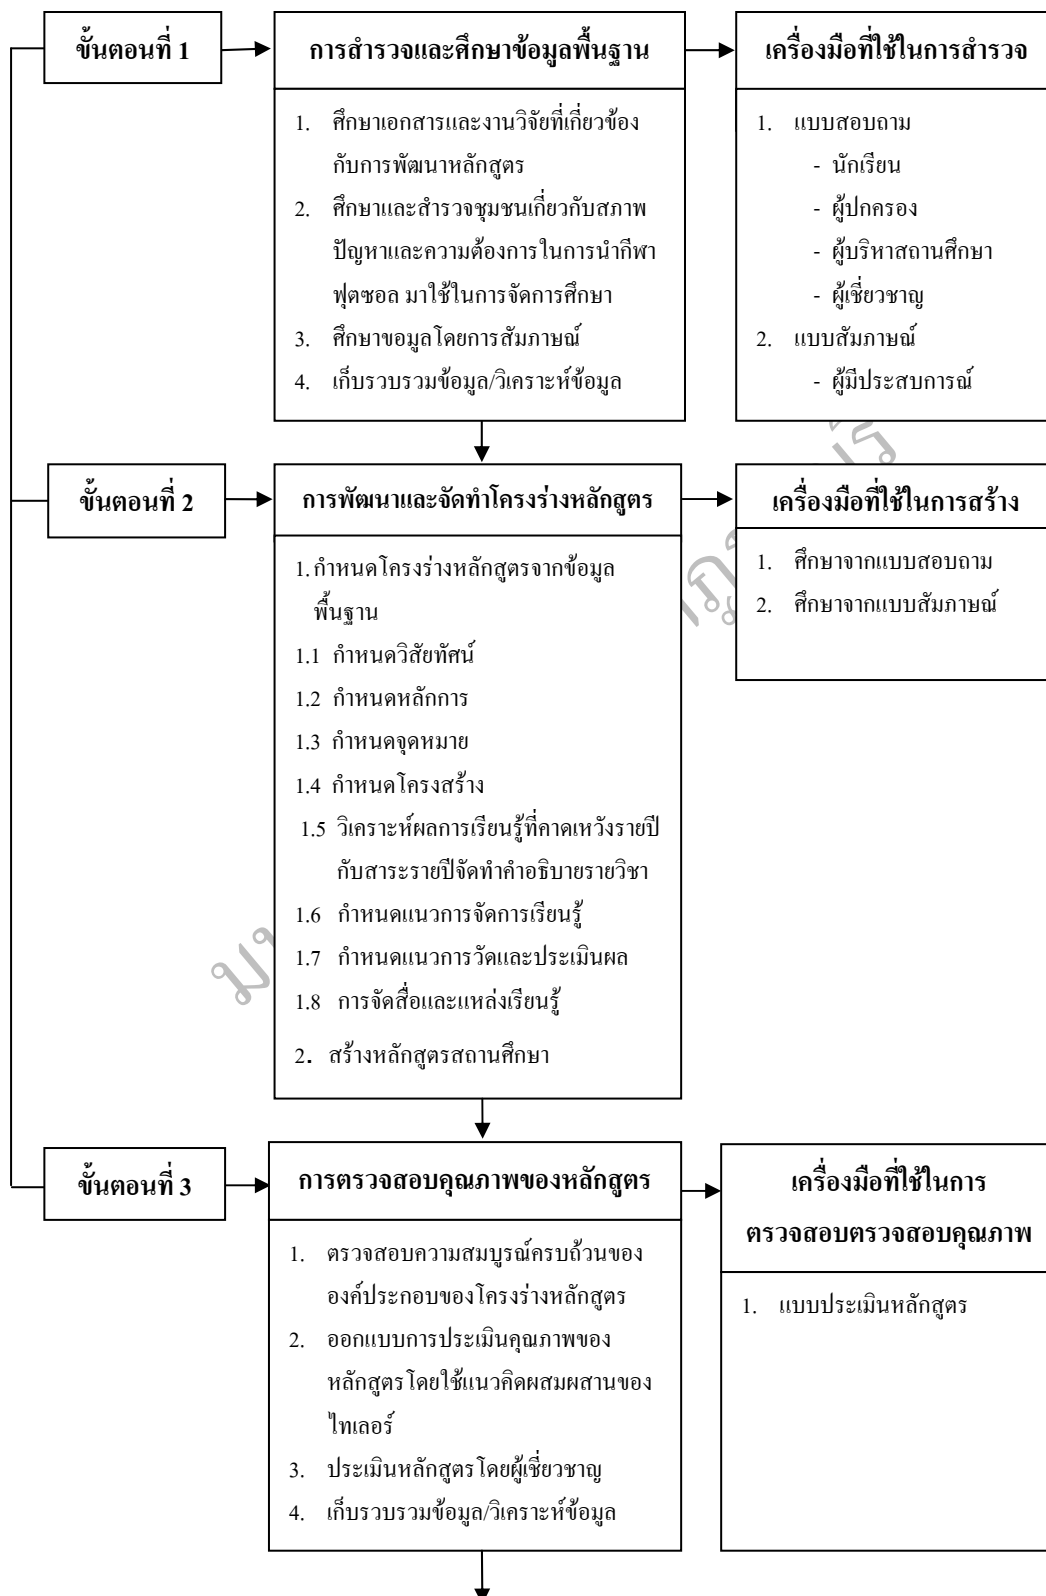 ขั้นตอนที่ 1
การสำรวจและศึกษาข้อมูลพื้นฐาน
1. ศึกษาเอกสารและงานวิจัยที่เกี่ยวข้อง
กับการพัฒนาหลักสูตร
2. ศึกษาและสำรวจชุมชนเกี่ยวกับสภาพ
ปัญหาและความต้องการในการนำกีฬา
ฟุตซอล มาใช้ในการจัดการศึกษา
3. ศึกษาขอมูลโดยการสัมภาษณ์
4. เก็บรวบรวมข้อมูล/วิเคราะห์ข้อมูล
เครื่องมือที่ใช้ในการสำรวจ
1. แบบสอบถาม
- นักเรียน
- ผู้ปกครอง
- ผู้บริหาสถานศึกษา
- ผู้เชี่ยวชาญ
2. แบบสัมภาษณ์
- ผู้มีประสบการณ์
ขั้นตอนที่ 2
การพัฒนาและจัดทำโครงร่างหลักสูตร
1. กำหนดโครงร่างหลักสูตรจากข้อมูล
พื้นฐาน
1.1 กำหนดวิสัยทัศน์
1.2 กำหนดหลักการ
1.3 กำหนดจุดหมาย
1.4 กำหนดโครงสร้าง
1.5 วิเคราะห์ผลการเรียนรู้ที่คาดเหวังรายปี
กับสาระรายปีจัดทำคำอธิบายรายวิชา
1.6 กำหนดแนวการจัดการเรียนรู้
1.7 กำหนดแนวการวัดและประเมินผล
1.8 การจัดสื่อและแหล่งเรียนรู้
2. สร้างหลักสูตรสถานศึกษา
เครื่องมือที่ใช้ในการสร้าง
1. ศึกษาจากแบบสอบถาม
2. ศึกษาจากแบบสัมภาษณ์
ขั้นตอนที่ 3
การตรวจสอบคุณภาพของหลักสูตร
1. ตรวจสอบความสมบูรณ์ครบถ้วนของ
องค์ประกอบของโครงร่างหลักสูตร
2. ออกแบบการประเมินคุณภาพของ
หลักสูตรโดยใช้แนวคิดผสมผสานของ
ไทเลอร์
3. ประเมินหลักสูตรโดยผู้เชี่ยวชาญ
4. เก็บรวบรวมข้อมูล/วิเคราะห์ข้อมูล
เครื่องมือที่ใช้ในการ
ตรวจสอบตรวจสอบคุณภาพ
1. แบบประเมินหลักสูตร